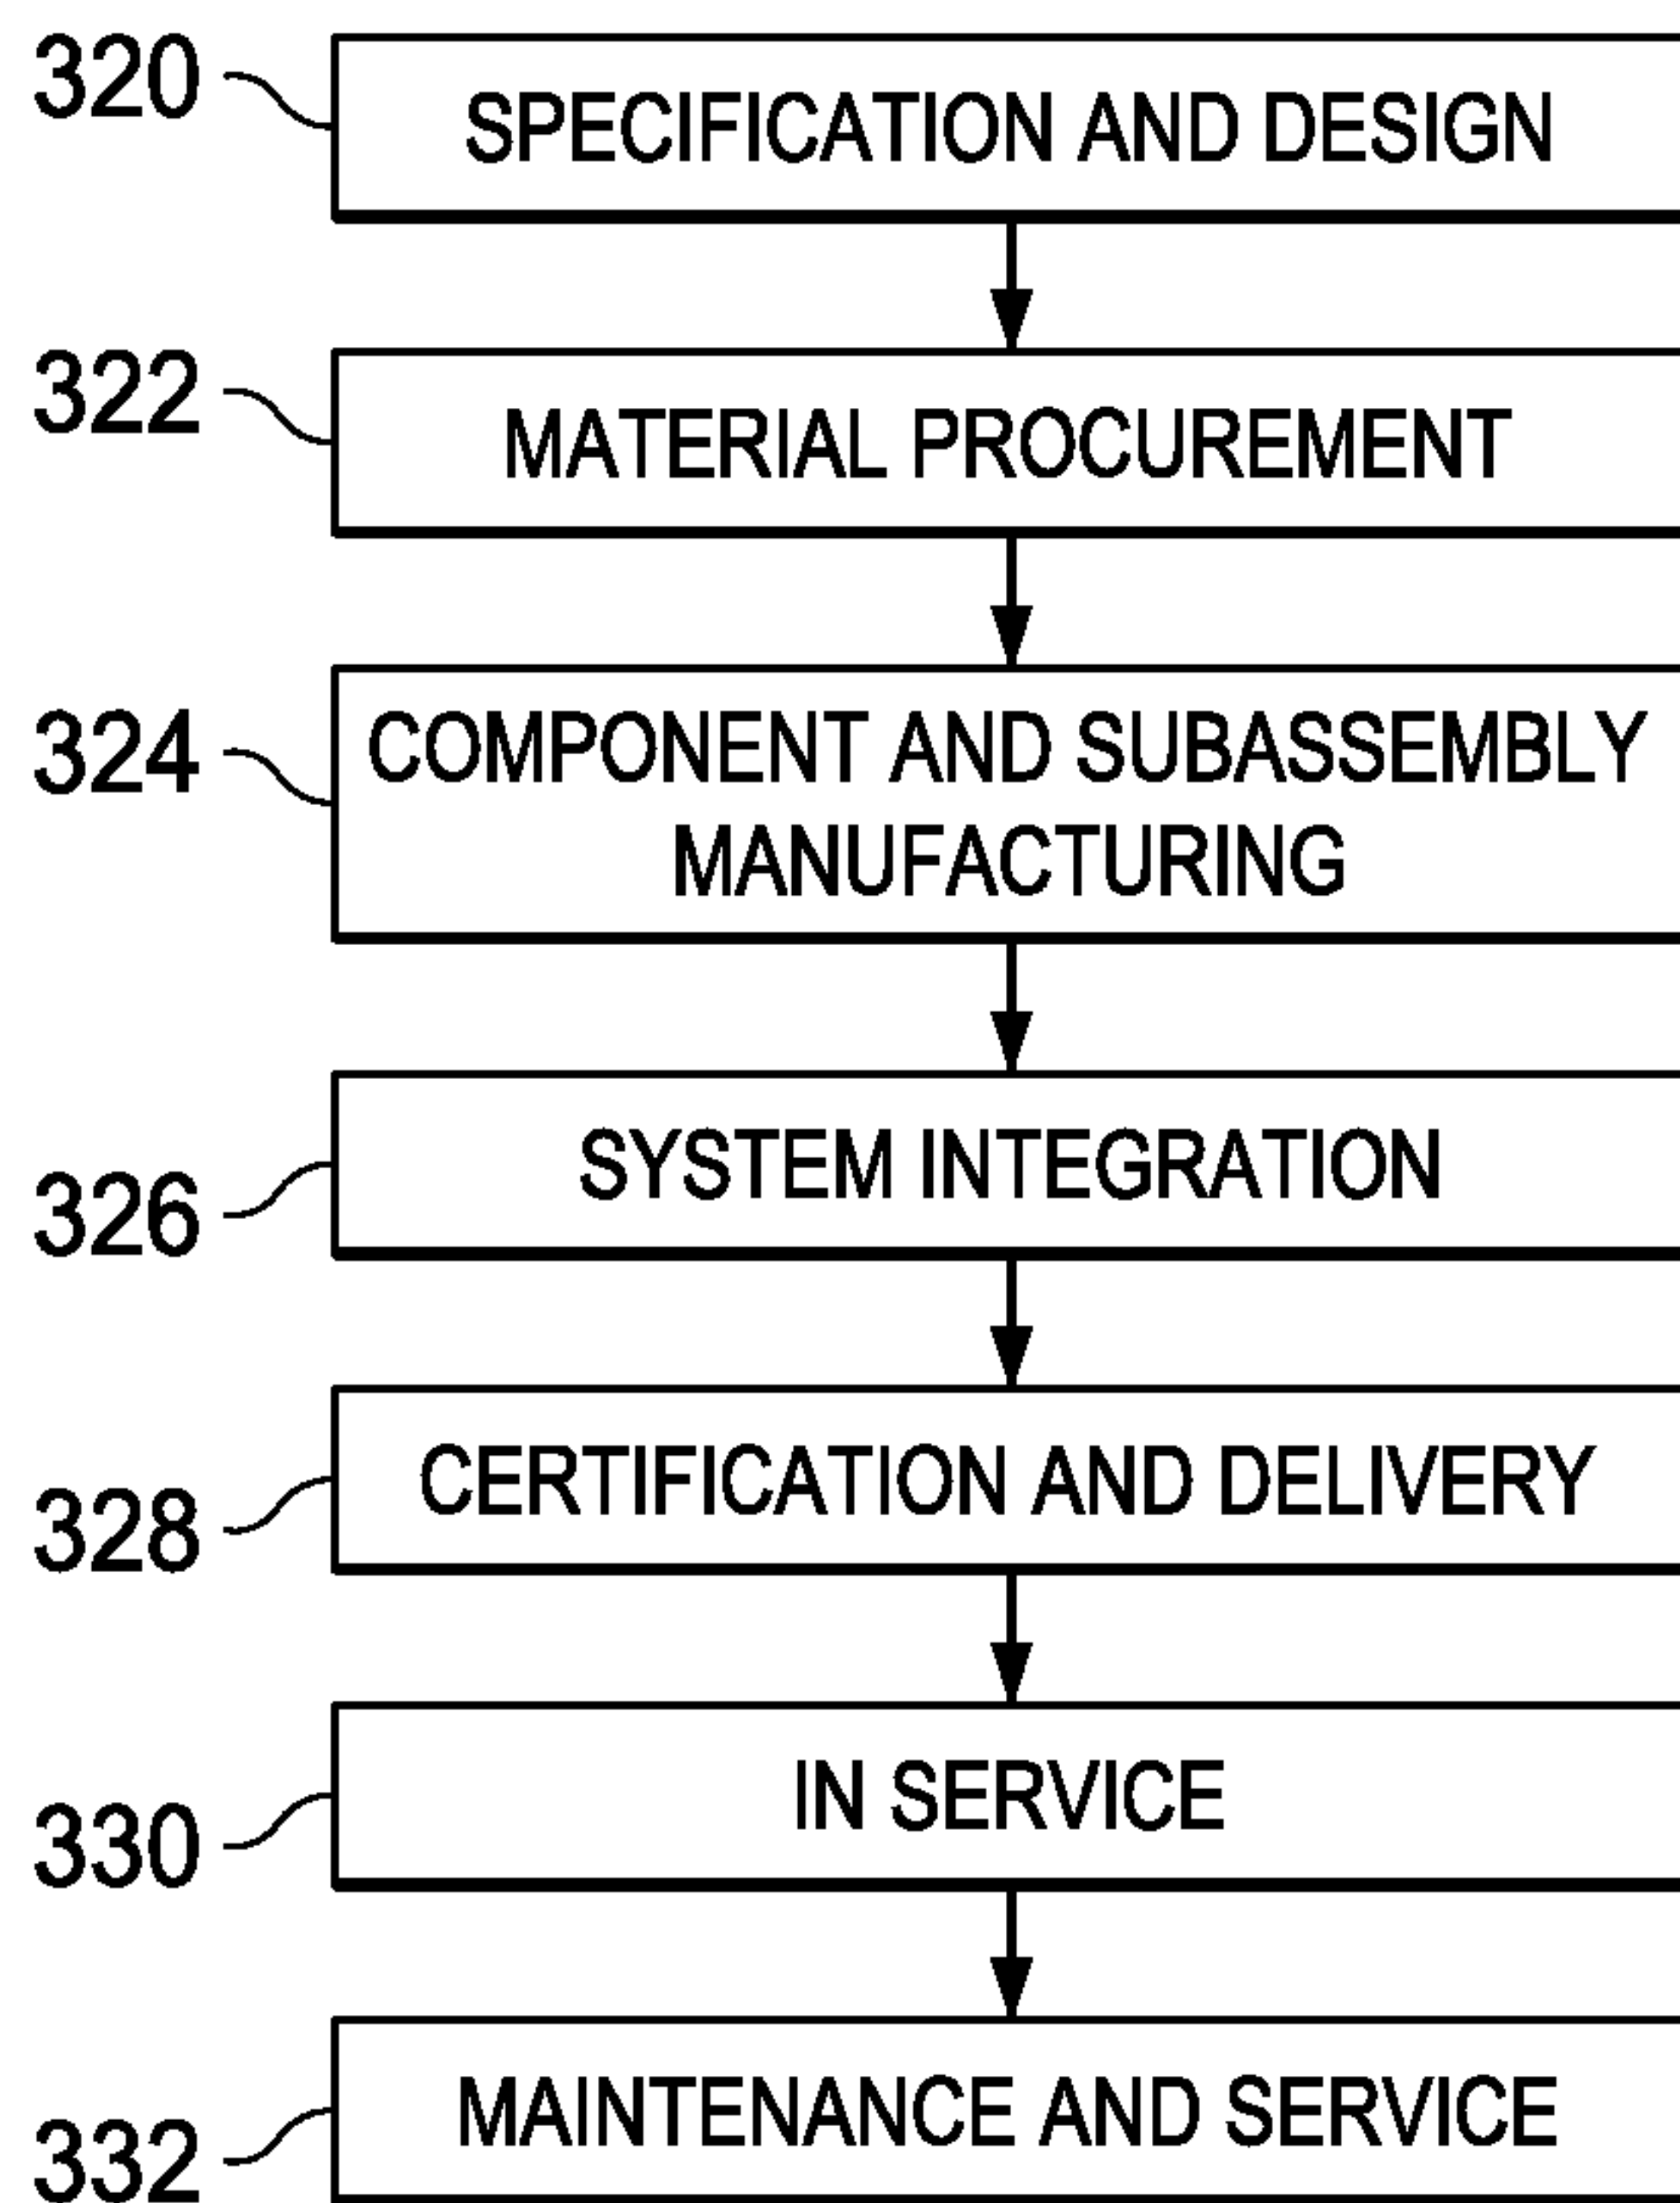 320
SPECIFICATION AND DESIGN
322
MATERIAL PROCUREMENT
324
COMPONENT AND SUBASSEMBLY
MANUFACTURING
326
SYSTEM INTEGRATION
328
CERTIFICATION AND DELIVERY
330
IN SERVICE
332
MAINTENANCE AND SERVICE